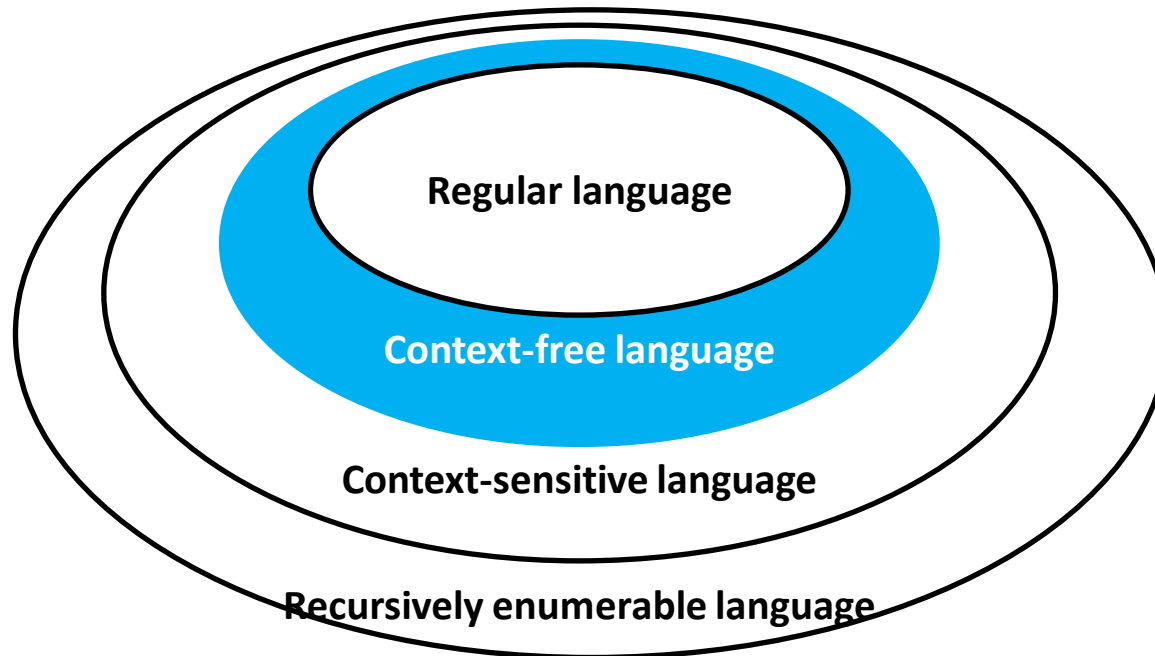 Regular language
Context-free language
Context-sensitive language
Recursively enumerable language